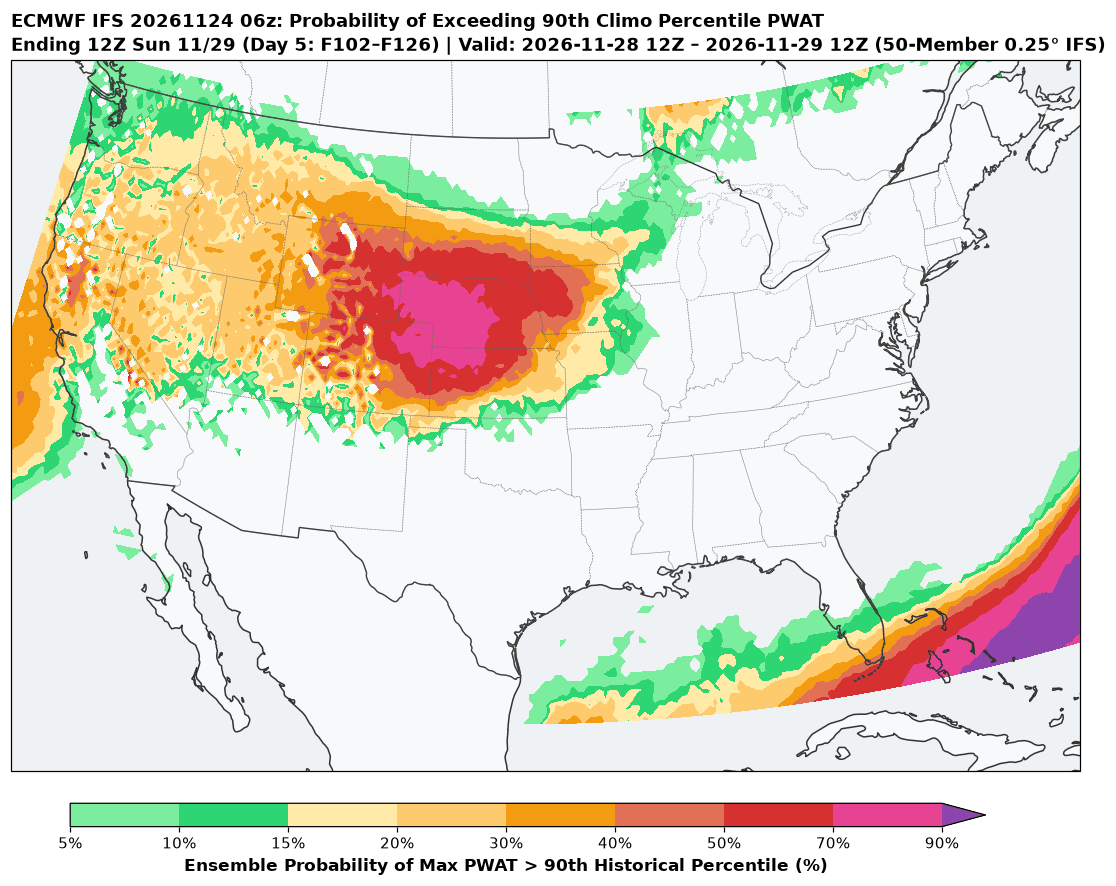 ECMWF IFS 20261124 06z: Probability of Exceeding 90th Climo Percentile PWAT
Ending 12Z Sun 11/29 (Day 5: F102–F126) | Valid: 2026-11-28 12Z – 2026-11-29 12Z (50-Member 0.25° IFS)
5% 10% 15% 20% 30% 40% 50% 70% 90%
Ensemble Probability of Max PWAT > 90th Historical Percentile (%)